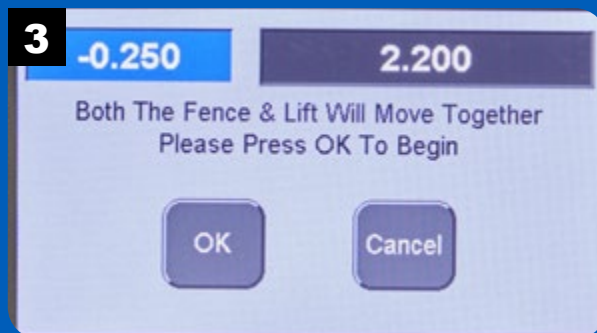 3
-0.250 2.200
Both The Fence & Lift Will Move Together
Please Press OK To Begin
OK Cancel